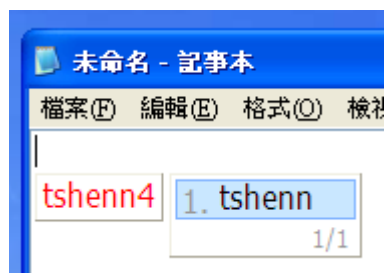 未命名 - 記事本
檔案(F) 編輯(E) 格式(O) 檢視
tshenn4 1. tshenn
1/1